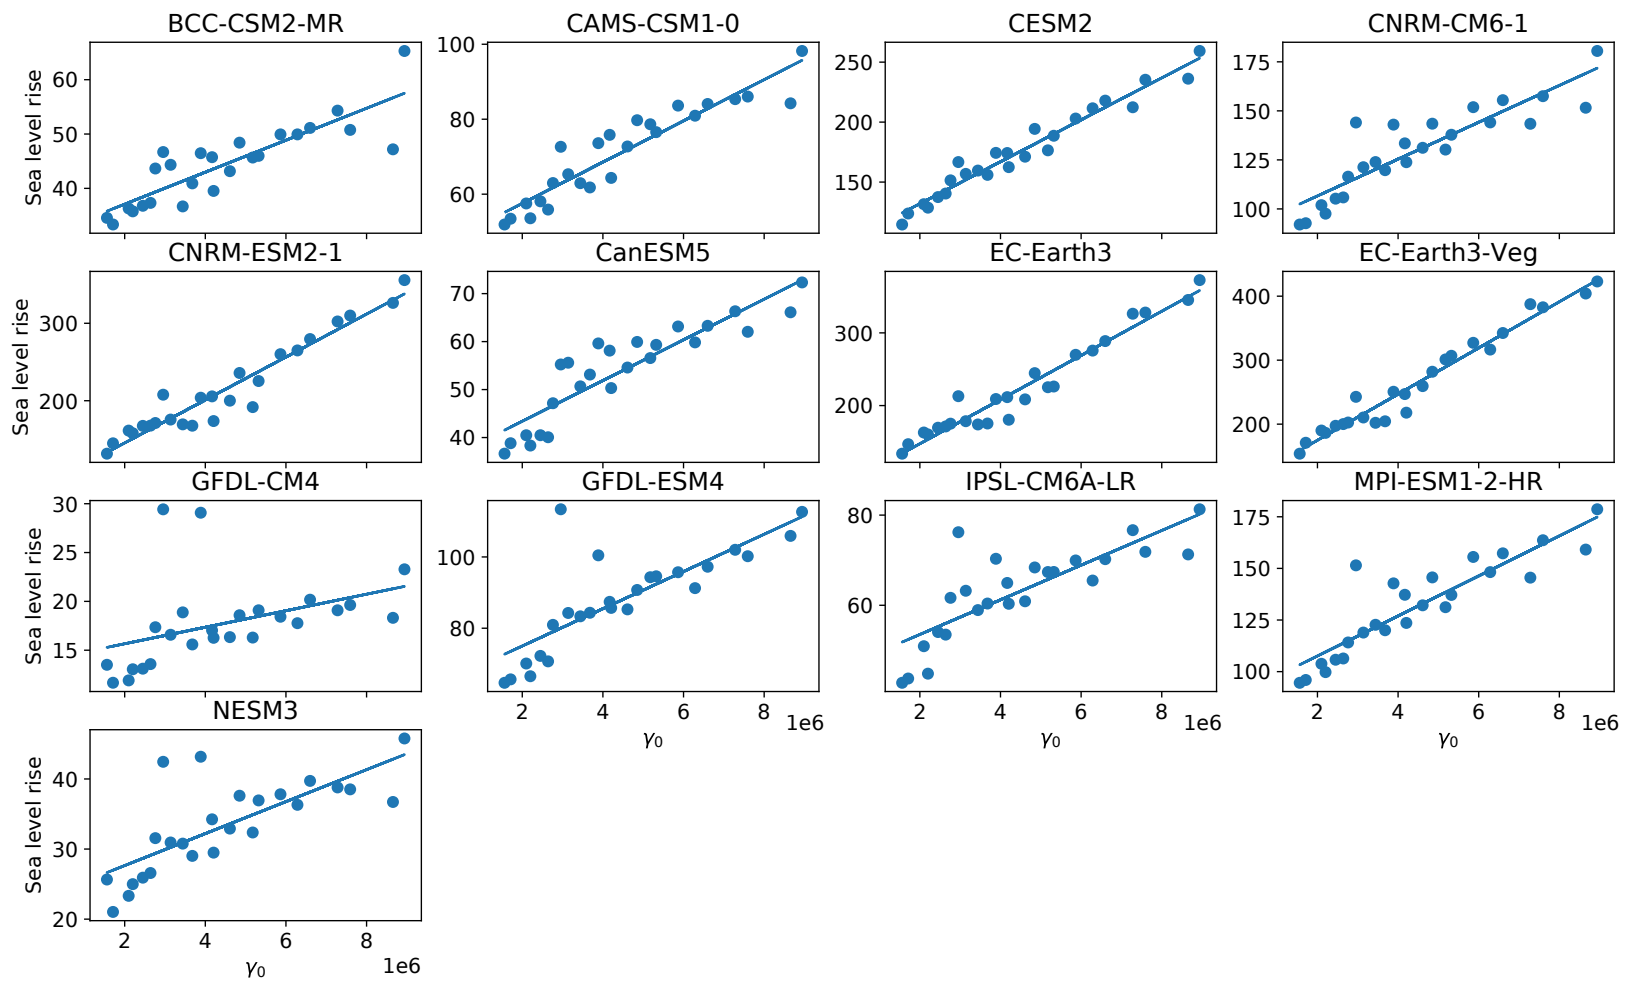 BCC-CSM2-MR
CAMS-CSM1-0
CESM2
CNRM-CM6-1
Sea level rise
60
50
40
100
80
60
250
200
150
175
150
125
100
CNRM-ESM2-1
CanESM5
EC-Earth3
EC-Earth3-Veg
Sea level rise
300
200
70
60
50
40
300
200
400
300
200
GFDL-CM4
GFDL-ESM4
IPSL-CM6A-LR
MPI-ESM1-2-HR
Sea level rise
30
25
20
15
100
80
80
60
175
150
125
100
2 4 6 8
1e6
γ₀
2 4 6 8
1e6
γ₀
2 4 6 8
1e6
γ₀
NESM3
Sea level rise
40
30
20
2 4 6 8
1e6
γ₀